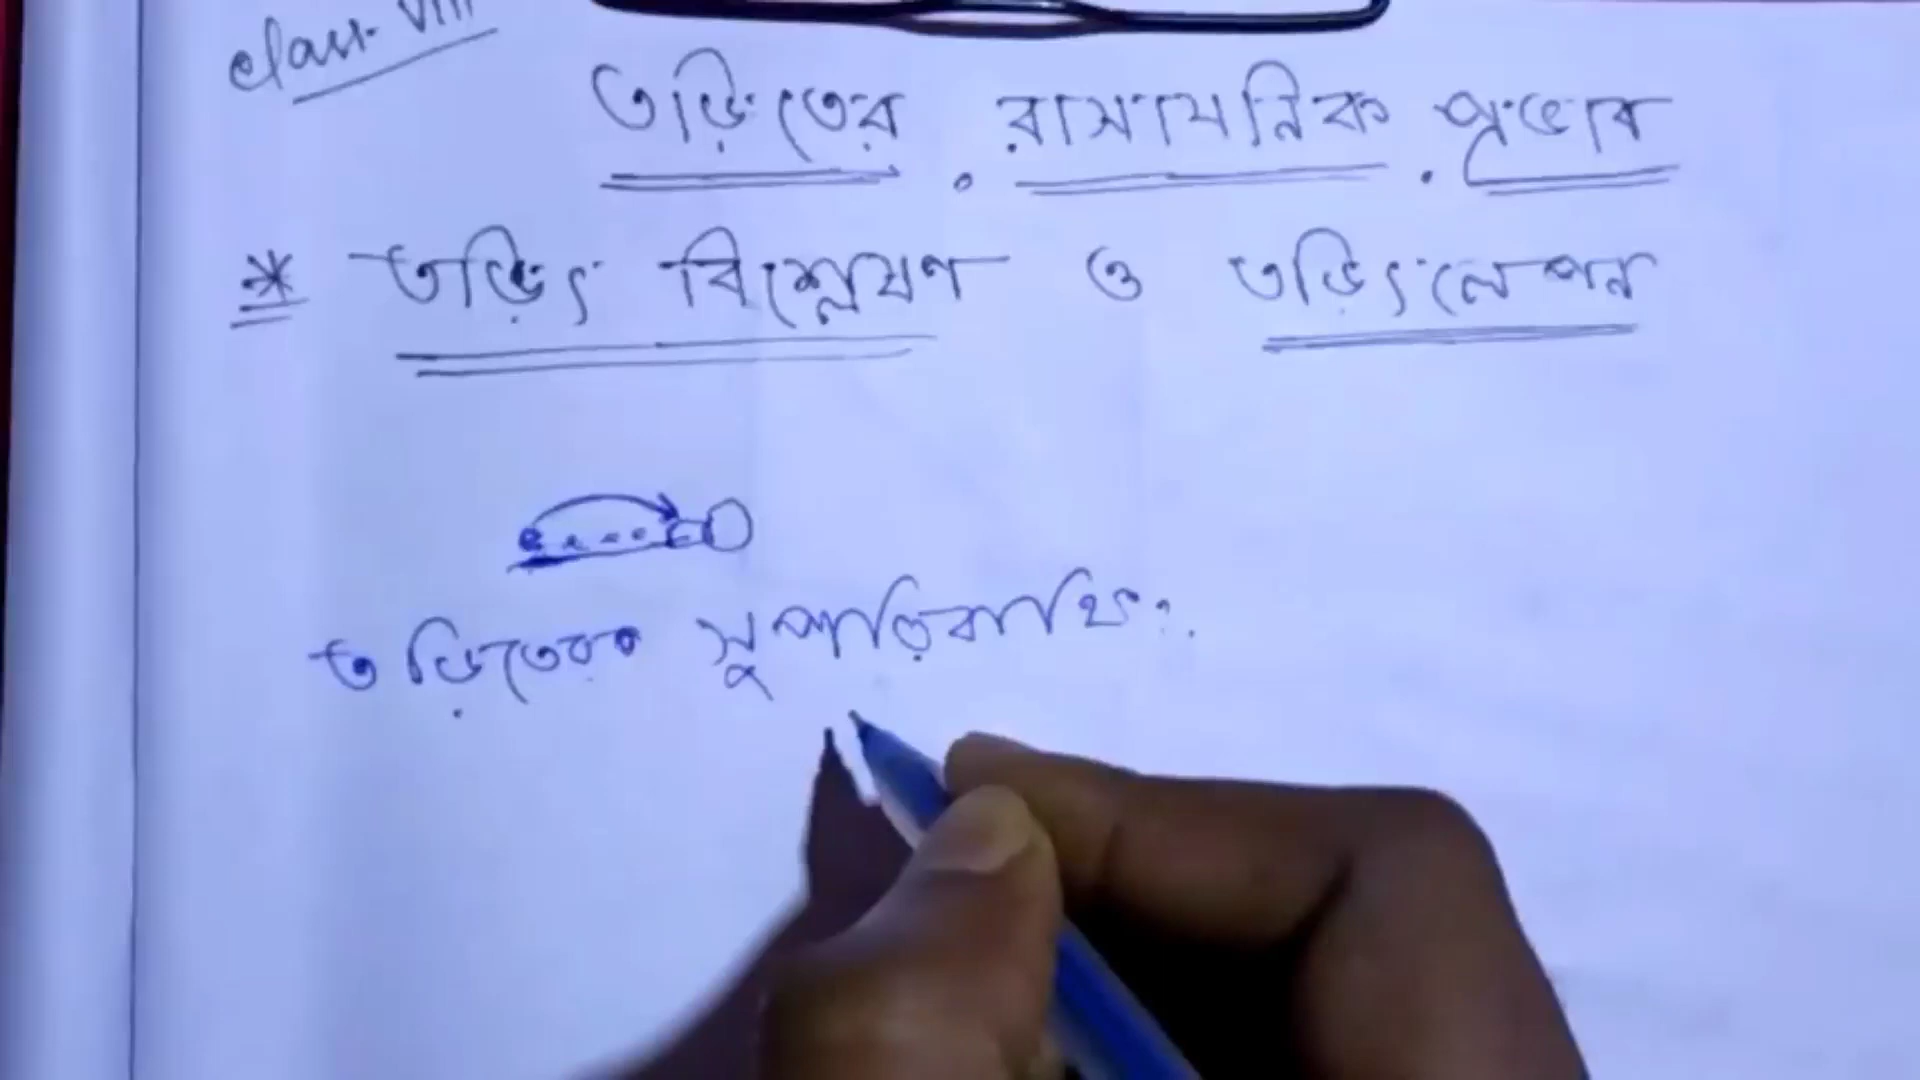 Class-VIII
তড়িতের রাসায়নিক প্রভাব
* তড়িৎ বিশ্লেষণ ও তড়িৎলেপন
তড়িতের সুপরিবাহি